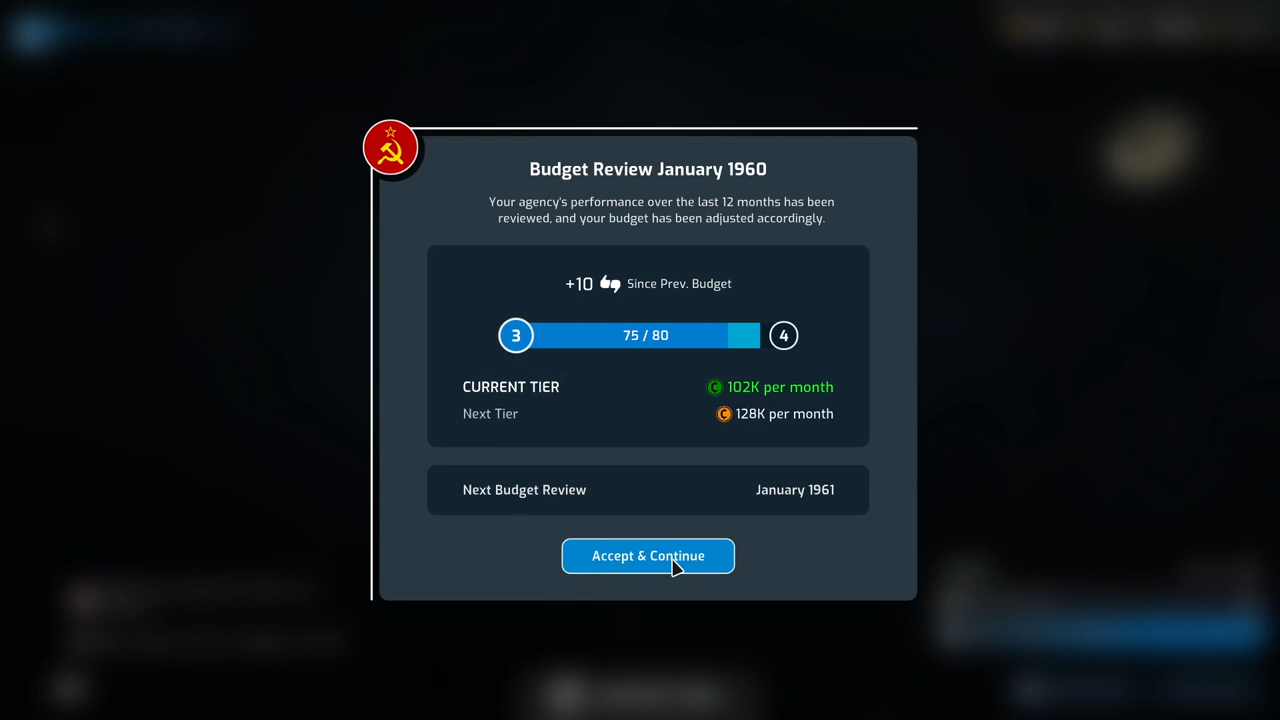 Budget Review January 1960
Your agency's performance over the last 12 months has been
reviewed, and your budget has been adjusted accordingly.
+10 Since Prev. Budget
3 75 / 80 4
CURRENT TIER 102K per month
Next Tier 128K per month
Next Budget Review January 1961
Accept & Continue